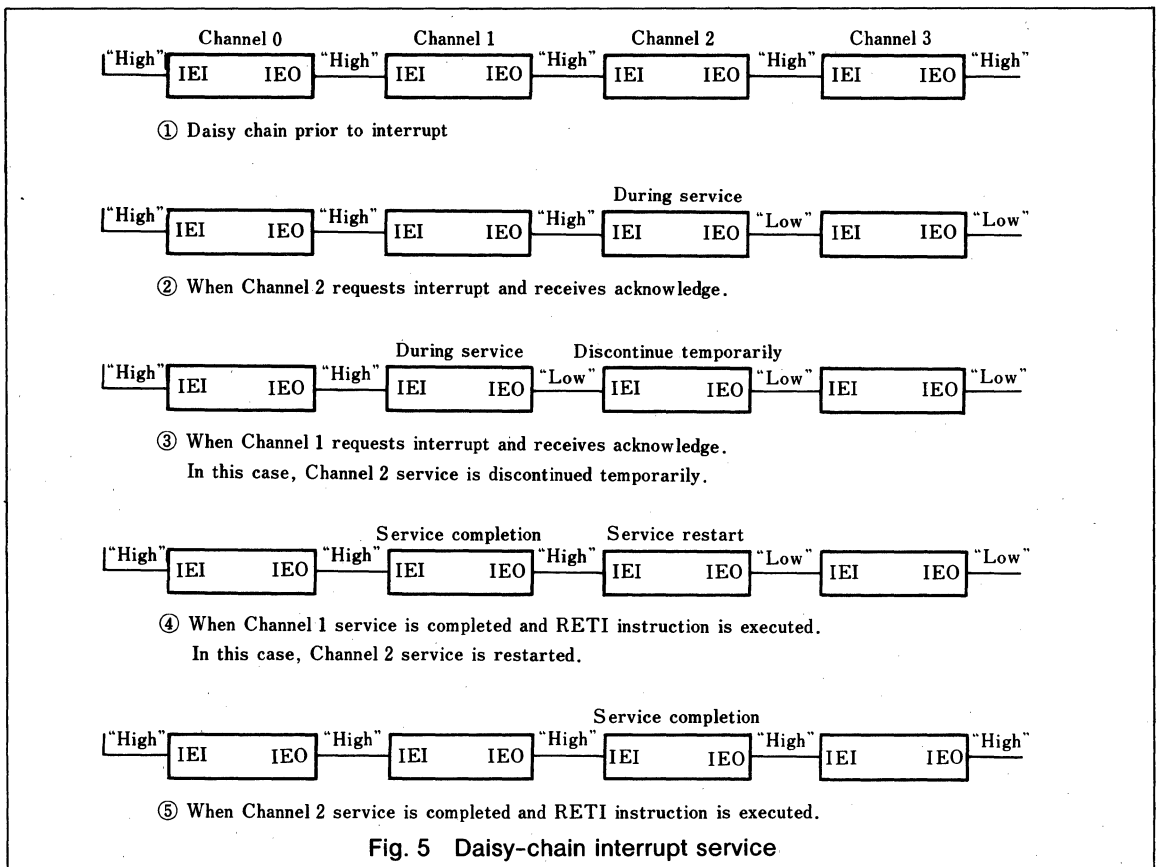 Channel 0 Channel 1 Channel 2 Channel 3
“High” IEI IEO “High” IEI IEO “High” IEI IEO “High” IEI IEO “High”
① Daisy chain prior to interrupt
During service
“High” IEI IEO “High” IEI IEO “High” IEI IEO “Low” IEI IEO “Low”
② When Channel 2 requests interrupt and receives acknowledge.
During service Discontinue temporarily
“High” IEI IEO “High” IEI IEO “Low” IEI IEO “Low” IEI IEO “Low”
③ When Channel 1 requests interrupt and receives acknowledge.
In this case, Channel 2 service is discontinued temporarily.
Service completion Service restart
“High” IEI IEO “High” IEI IEO “High” IEI IEO “Low” IEI IEO “Low”
④ When Channel 1 service is completed and RETI instruction is executed.
In this case, Channel 2 service is restarted.
Service completion
“High” IEI IEO “High” IEI IEO “High” IEI IEO “High” IEI IEO “High”
⑤ When Channel 2 service is completed and RETI instruction is executed.
Fig. 5 Daisy-chain interrupt service